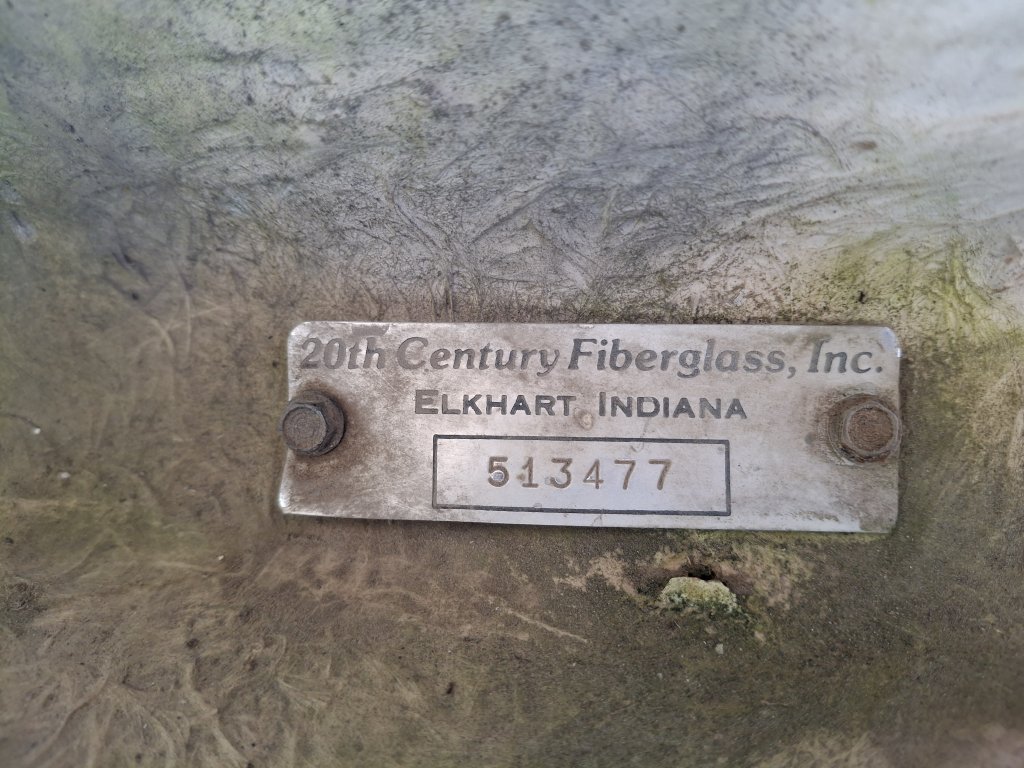 20th Century Fiberglass, Inc.
ELKHART INDIANA
513477